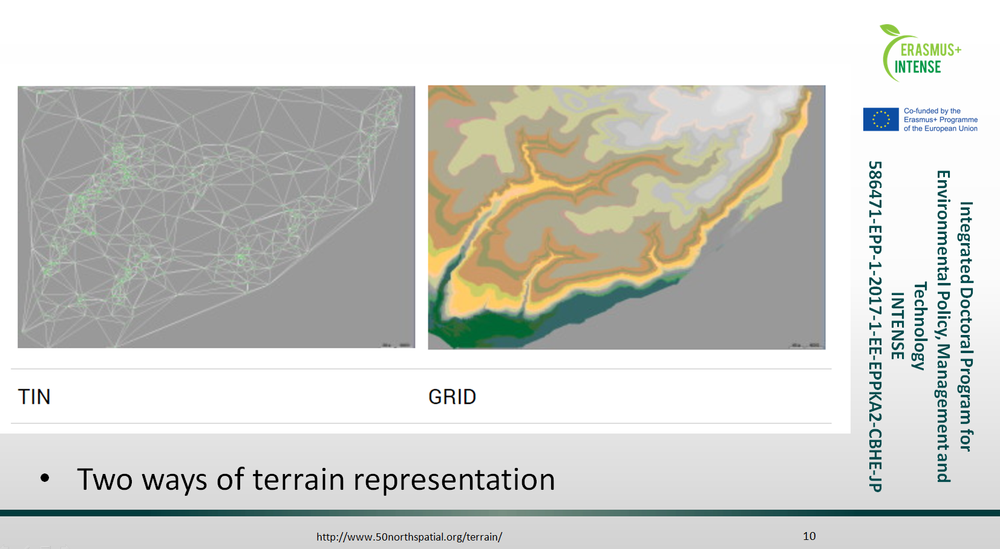 ERASMUS+
INTENSE
Co-funded by the
Erasmus+ Programme
of the European Union
Integrated Doctoral Program for
Environmental Policy, Management and
Technology
INTENSE
586471-EPP-1-2017-1-EE-EPPKA2-CBHE-JP
TIN
GRID
• Two ways of terrain representation
http://www.50northspatial.org/terrain/
10